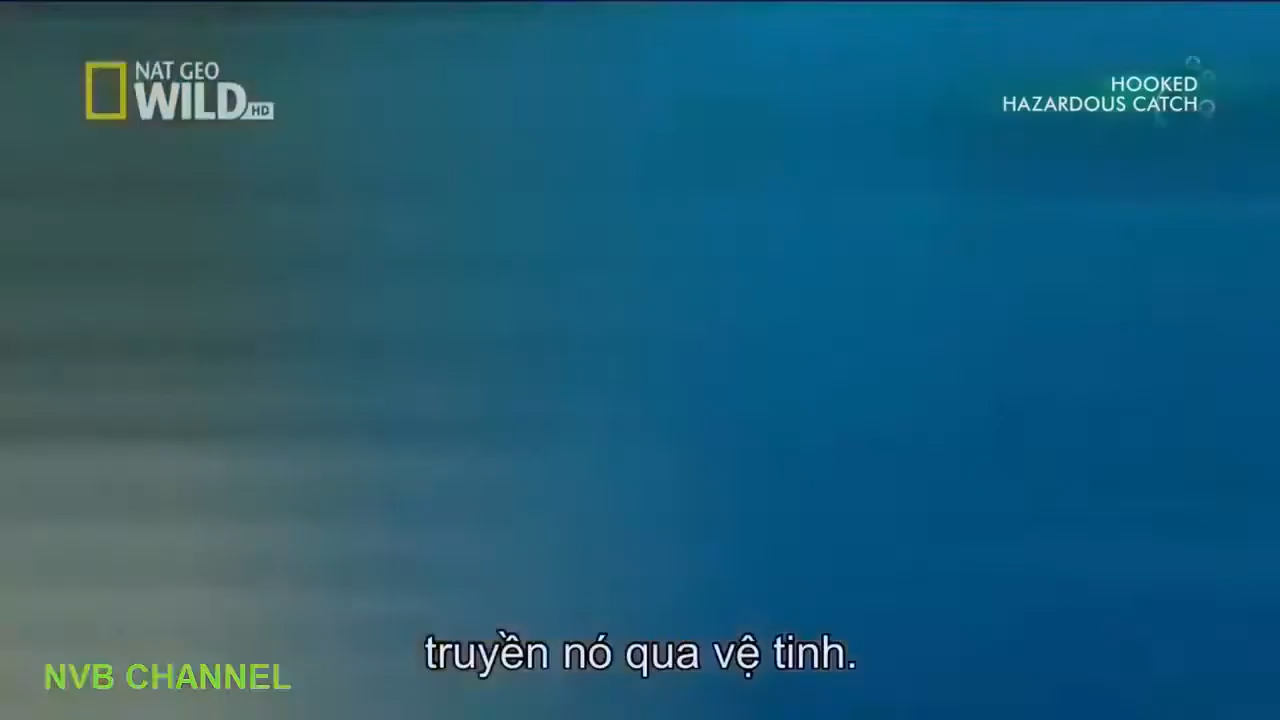 NAT GEO
WILD HD
HOOKED
HAZARDOUS CATCH
truyền nó qua vệ tinh.
NVB CHANNEL